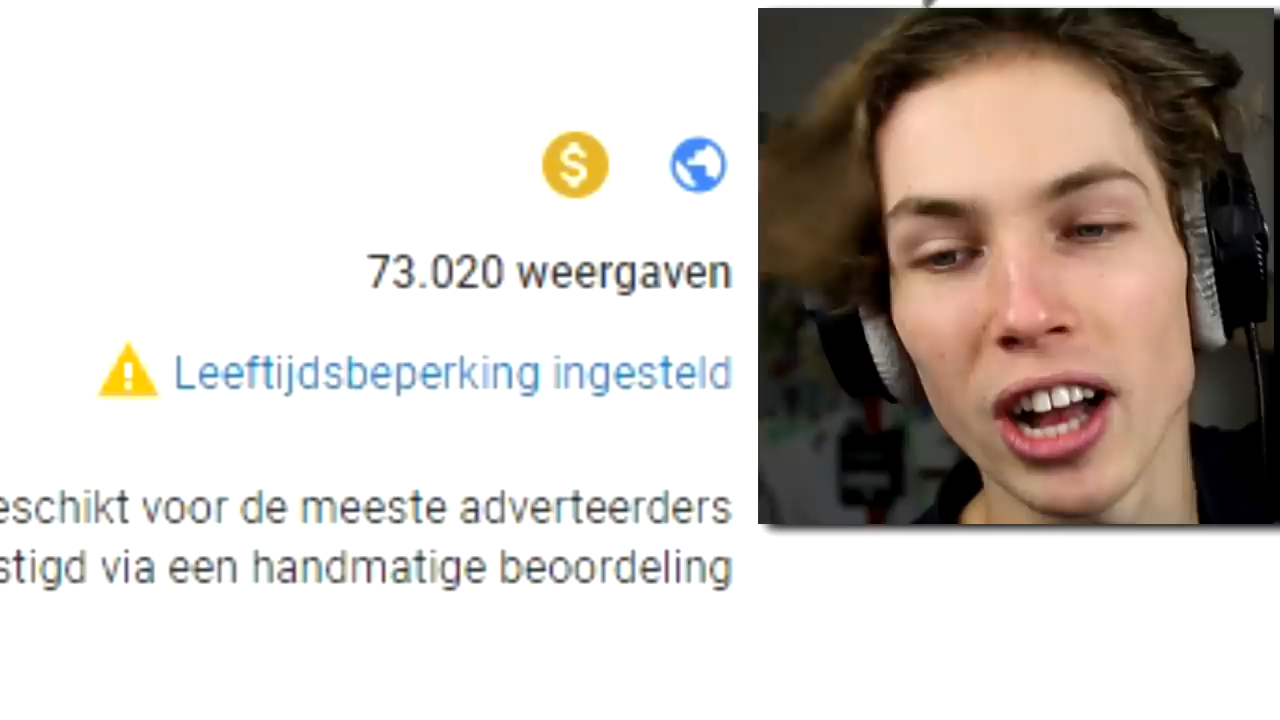 73.020 weergaven
Leeftijdsbeperking ingesteld
eschikt voor de meeste adverteerders
stigd via een handmatige beoordeling